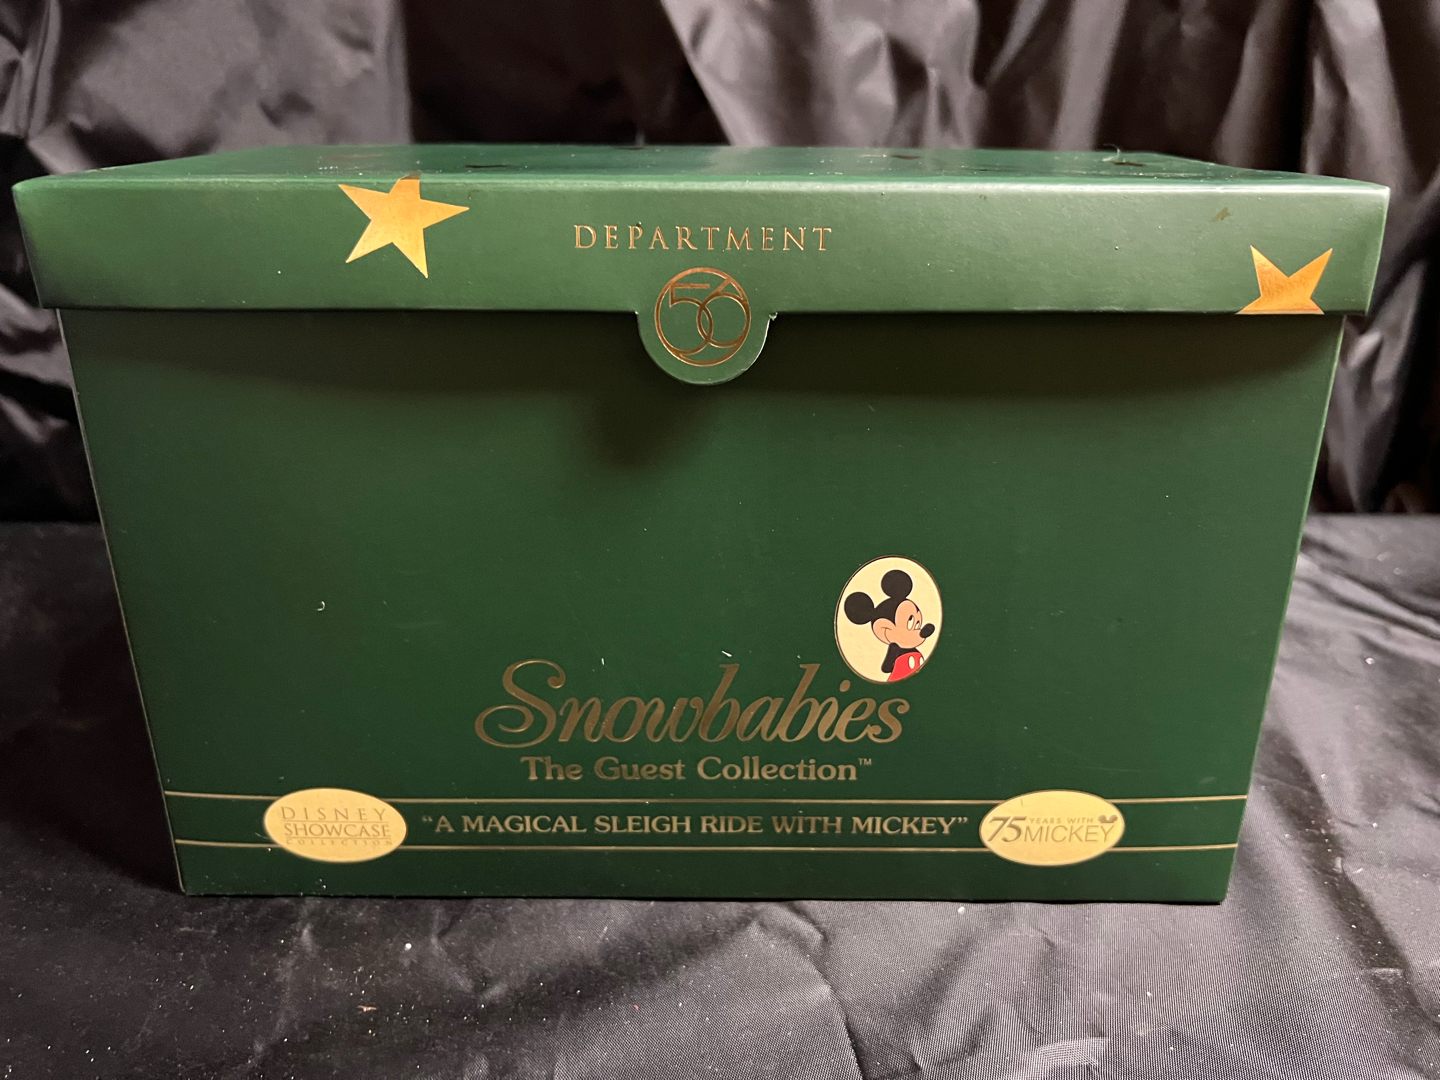 DEPARTMENT
56
Snowbabies
The Guest Collection™
DISNEY
SHOWCASE
COLLECTION
"A MAGICAL SLEIGH RIDE WITH MICKEY"
75 YEARS WITH
MICKEY